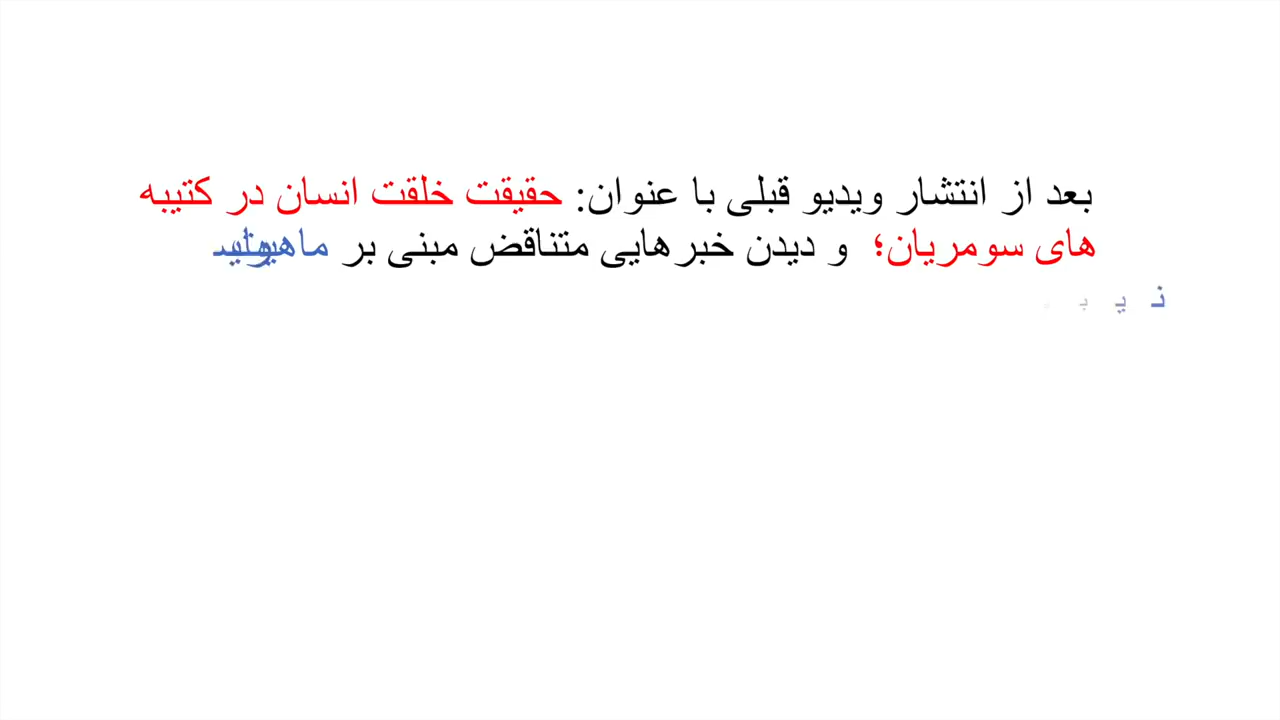 بعد از انتشار ویدیو قبلی با عنوان: حقیقت خلقت انسان در کتیبه
های سومریان؛ و دیدن خبرهایی متناقض مبنی بر